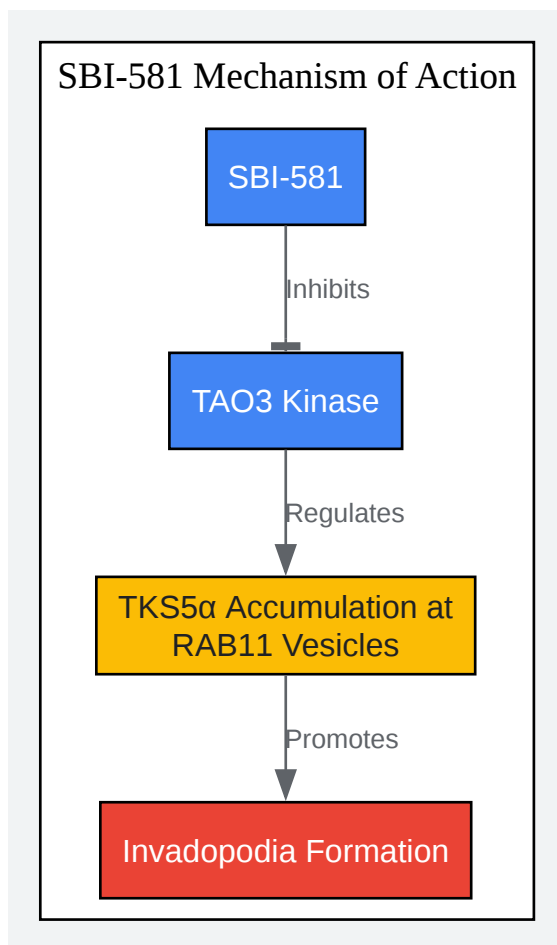 SBI-581 Mechanism of Action
SBI-581
Inhibits
TAO3 Kinase
Regulates
TKS5α Accumulation at
RAB11 Vesicles
Promotes
Invadopodia Formation